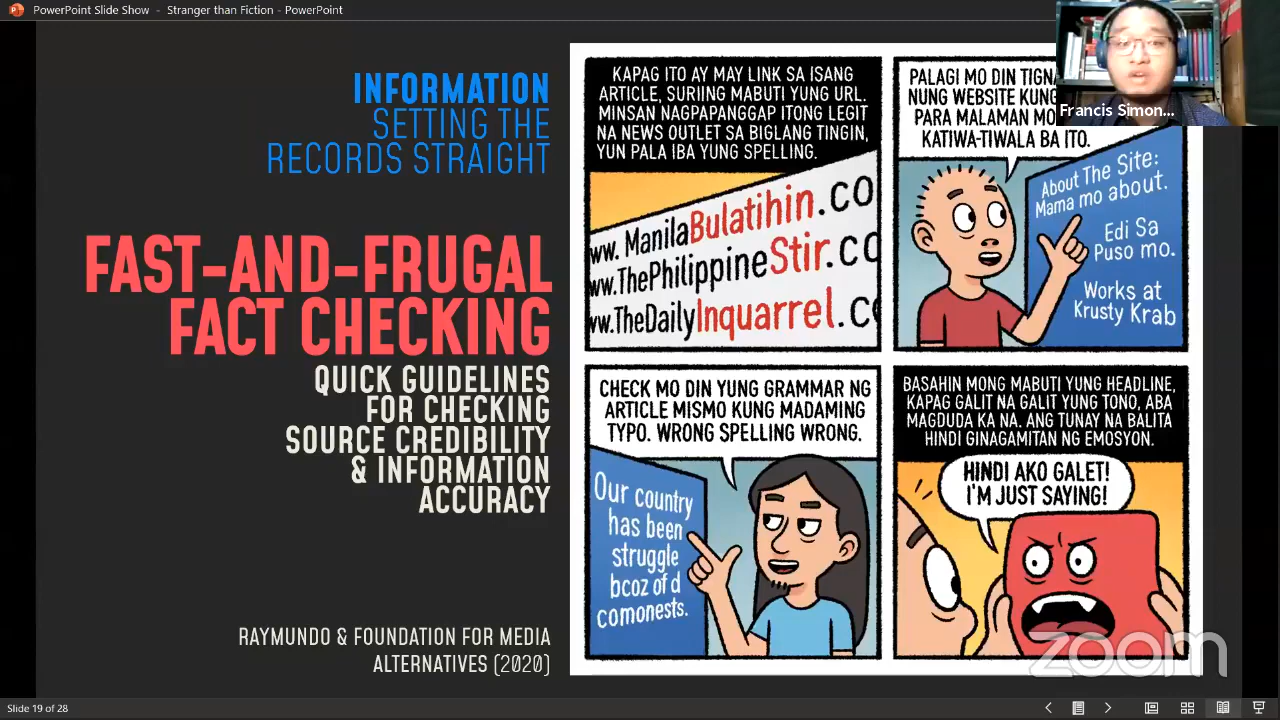 PowerPoint Slide Show - Stranger than Fiction - PowerPoint
INFORMATION
SETTING THE
RECORDS STRAIGHT
FAST-AND-FRUGAL
FACT CHECKING
QUICK GUIDELINES
FOR CHECKING
SOURCE CREDIBILITY
& INFORMATION
ACCURACY
RAYMUNDO & FOUNDATION FOR MEDIA
ALTERNATIVES (2020)
KAPAG ITO AY MAY LINK SA ISANG
ARTICLE, SURIING MABUTI YUNG URL.
MINSAN NAGPAPANGGAP ITONG LEGIT
NA NEWS OUTLET SA BIGLANG TINGIN,
YUN PALA IBA YUNG SPELLING.
ww. ManilaBulatihin.co
ww.ThePhilippineStir.co
ww.TheDailyInquarrel.c
PALAGI MO DIN
NUNG WEBSITE KUNG
PARA MALAMAN MO
KATIWA-TIWALA BA ITO.
About The Site:
Mama mo about.
Edi Sa
Puso mo.
Works at
Krusty Krab
CHECK MO DIN YUNG GRAMMAR NG
ARTICLE MISMO KUNG MADAMING
TYPO. WRONG SPELLING WRONG.
Our country
has been
struggle
bcoz of d
comonests.
BASAHIN MONG MABUTI YUNG HEADLINE,
KAPAG GALIT NA GALIT YUNG TONO, ABA
MAGDUDA KA NA. ANG TUNAY NA BALITA
HINDI GINAGAMITAN NG EMOSYON.
HINDI AKO GALET!
I'M JUST SAYING!
Francis Simon...
zoom
Slide 19 of 28